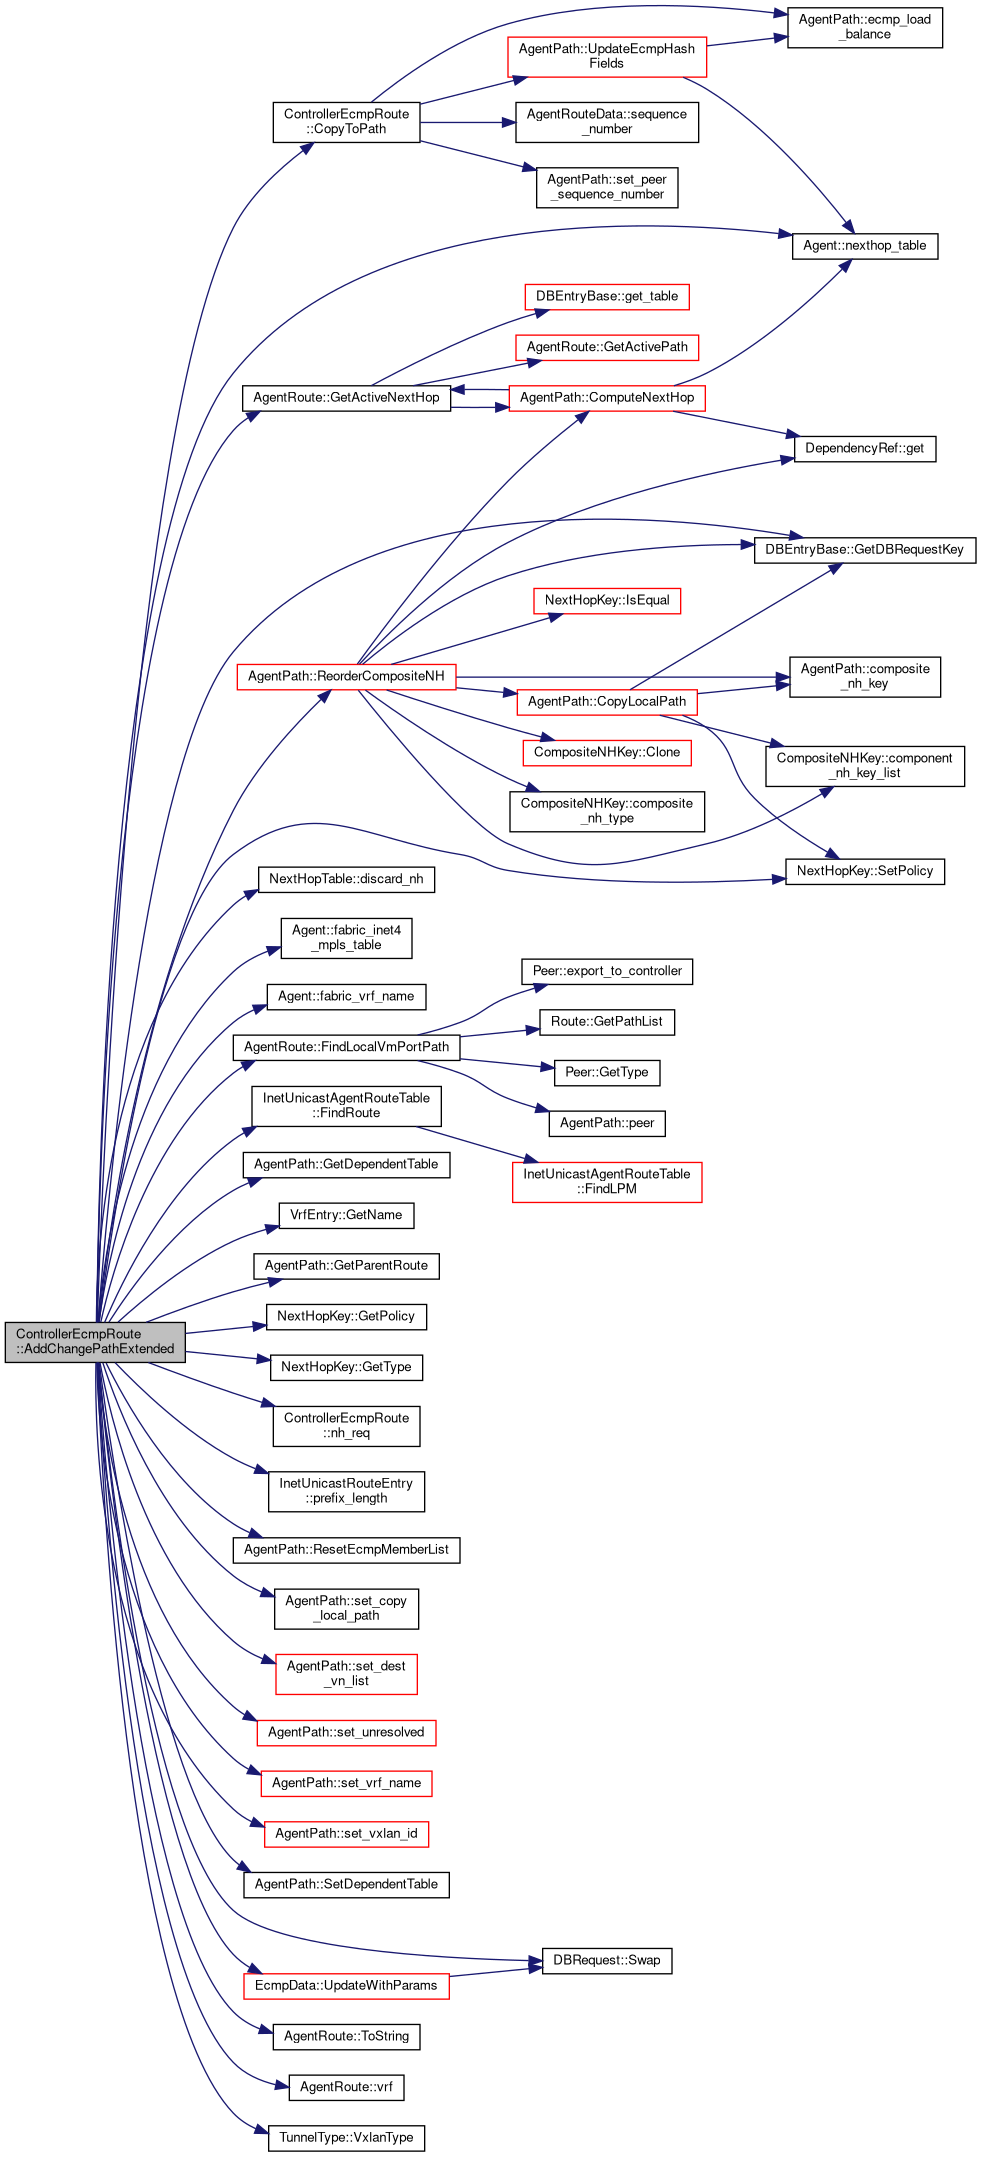 AgentPath::ecmp_load
_balance
AgentPath::UpdateEcmpHash
Fields
ControllerEcmpRoute
::CopyToPath
AgentRouteData::sequence
_number
AgentPath::set_peer
_sequence_number
Agent::nexthop_table
DBEntryBase::get_table
AgentRoute::GetActivePath
AgentRoute::GetActiveNextHop
AgentPath::ComputeNextHop
DependencyRef::get
DBEntryBase::GetDBRequestKey
NextHopKey::IsEqual
AgentPath::ReorderCompositeNH
AgentPath::composite
_nh_key
AgentPath::CopyLocalPath
CompositeNHKey::Clone
CompositeNHKey::component
_nh_key_list
CompositeNHKey::composite
_nh_type
NextHopKey::SetPolicy
NextHopTable::discard_nh
Agent::fabric_inet4
_mpls_table
Peer::export_to_controller
Agent::fabric_vrf_name
Route::GetPathList
AgentRoute::FindLocalVmPortPath
Peer::GetType
InetUnicastAgentRouteTable
::FindRoute
AgentPath::peer
AgentPath::GetDependentTable
InetUnicastAgentRouteTable
::FindLPM
VrfEntry::GetName
AgentPath::GetParentRoute
NextHopKey::GetPolicy
ControllerEcmpRoute
::AddChangePathExtended
NextHopKey::GetType
ControllerEcmpRoute
::nh_req
InetUnicastRouteEntry
::prefix_length
AgentPath::ResetEcmpMemberList
AgentPath::set_copy
_local_path
AgentPath::set_dest
_vn_list
AgentPath::set_unresolved
AgentPath::set_vrf_name
AgentPath::set_vxlan_id
AgentPath::SetDependentTable
DBRequest::Swap
EcmpData::UpdateWithParams
AgentRoute::ToString
AgentRoute::vrf
TunnelType::VxlanType